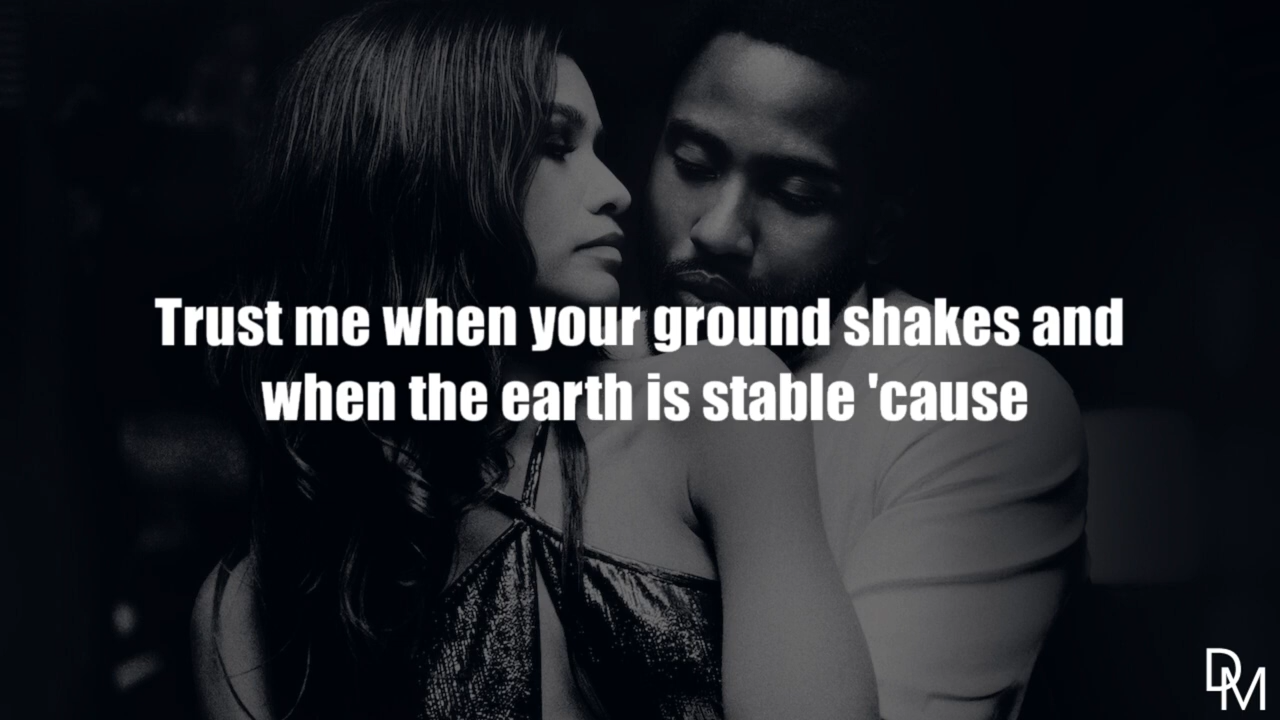 Trust me when your ground shakes and
when the earth is stable 'cause
DM